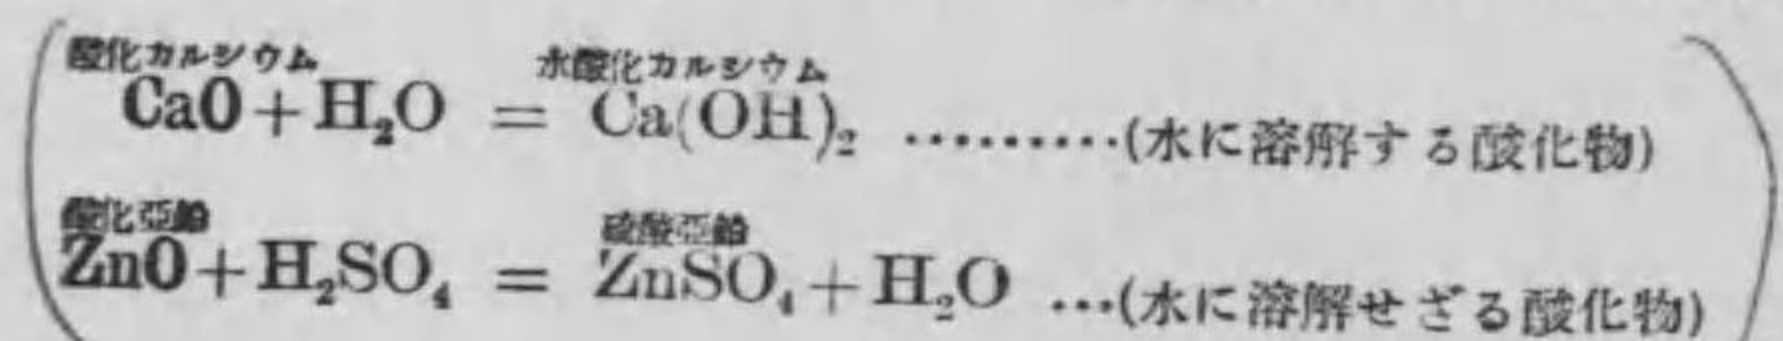 酸化カルシウム 水酸化カルシウム
CaO+H₂O = Ca(OH)₂ ………(水に溶解する酸化物)
酸化亞鉛 硫酸亞鉛
ZnO+H₂SO₄ = ZnSO₄+H₂O …(水に溶解せざる酸化物)